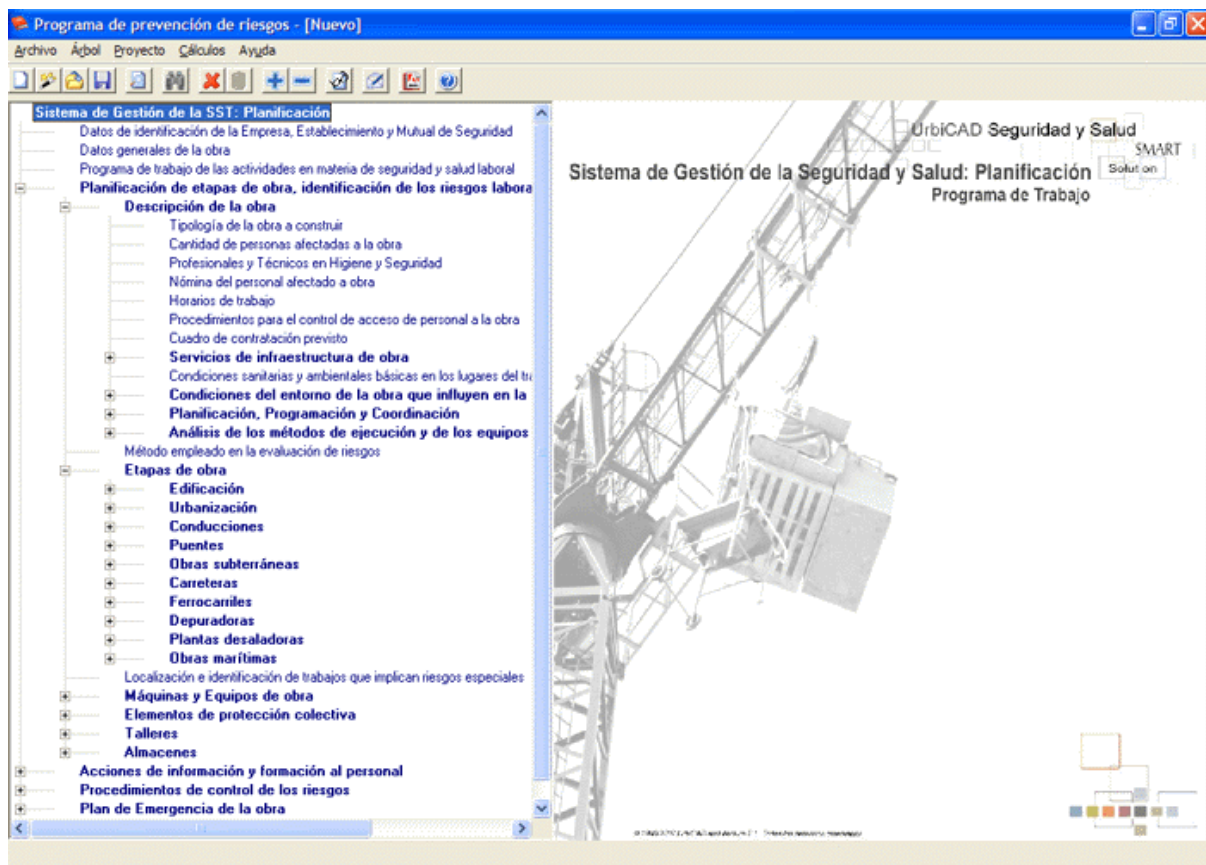 Programa de prevención de riesgos - [Nuevo]
Archivo Árbol Proyecto Cálculos Ayuda
Sistema de Gestión de la SST: Planificación
Datos de identificación de la Empresa, Establecimiento y Mutual de Seguridad
Datos generales de la obra
Programa de trabajo de las actividades en materia de seguridad y salud laboral
Planificación de etapas de obra, identificación de los riesgos labora
Descripción de la obra
Tipología de la obra a construir
Cantidad de personas afectadas a la obra
Profesionales y Técnicos en Higiene y Seguridad
Nómina del personal afectado a obra
Horarios de trabajo
Procedimientos para el control de acceso de personal a la obra
Cuadro de contratación previsto
Servicios de infraestructura de obra
Condiciones sanitarias y ambientales básicas en los lugares del tra
Condiciones del entorno de la obra que influyen en la
Planificación, Programación y Coordinación
Análisis de los métodos de ejecución y de los equipos
Método empleado en la evaluación de riesgos
Etapas de obra
Edificación
Urbanización
Conducciones
Puentes
Obras subterráneas
Carreteras
Ferrocarriles
Depuradoras
Plantas desaladoras
Obras marítimas
Localización e identificación de trabajos que implican riesgos especiales
Máquinas y Equipos de obra
Elementos de protección colectiva
Talleres
Almacenes
Acciones de información y formación al personal
Procedimientos de control de los riesgos
Plan de Emergencia de la obra
UrbiCAD Seguridad y Salud
SMART
Solution
Sistema de Gestión de la Seguridad y Salud: Planificación
Programa de Trabajo